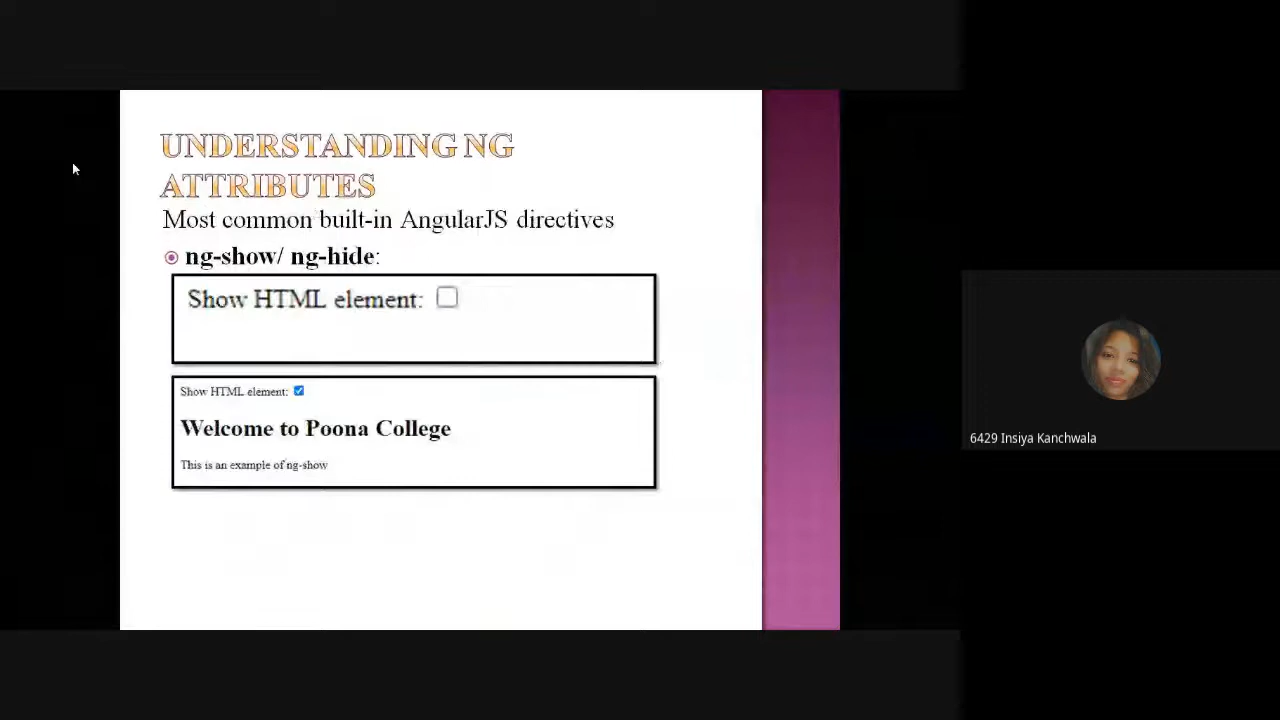 UNDERSTANDING NG
ATTRIBUTES
Most common built-in AngularJS directives
ng-show/ ng-hide:
Show HTML element:
Show HTML element:
Welcome to Poona College
This is an example of ng-show
6429 Insiya Kanchwala